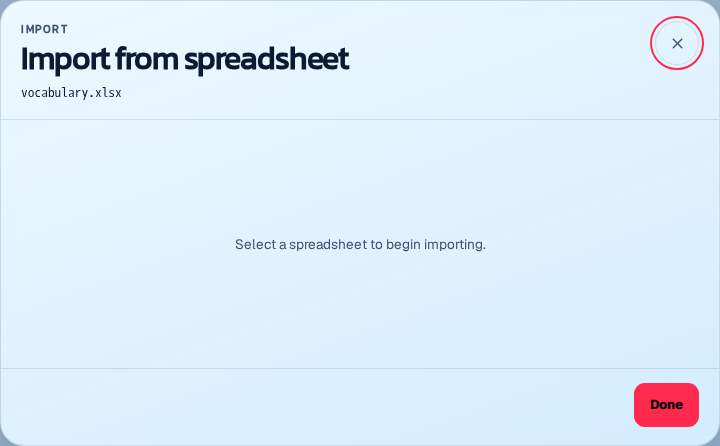 IMPORT
Import from spreadsheet
vocabulary.xlsx
Select a spreadsheet to begin importing.
Done